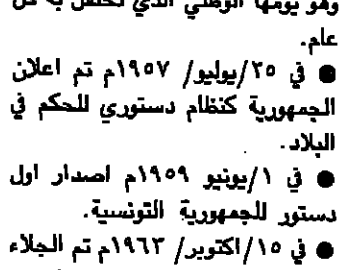 وهو يومها الوطني الذي تحتفل به كل
عام.
● في ٢٥/يوليو/ ١٩٥٧م تم اعلان
الجمهورية كنظام دستوري للحكم في
البلاد.
● في ١/يونيو ١٩٥٩م اصدار اول
دستور للجمهورية التونسية.
● في ١٥/اكتوبر/ ١٩٦٣م تم الجلاء